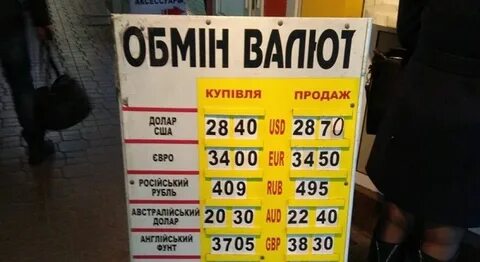 АКСЕССУАРИ,
ОБМІН ВАЛЮТ
КУПІВЛЯ ПРОДАЖ
ДОЛАР
США 28 40 USD 28 70
ЄВРО 34 00 EUR 34 50
РОСІЙСЬКИЙ
РУБЛЬ 409 RUB 495
АВСТРАЛІЙСЬКИЙ
ДОЛАР 20 30 AUD 22 40
АНГЛІЙСЬКИЙ
ФУНТ 3705 GBP 38 30